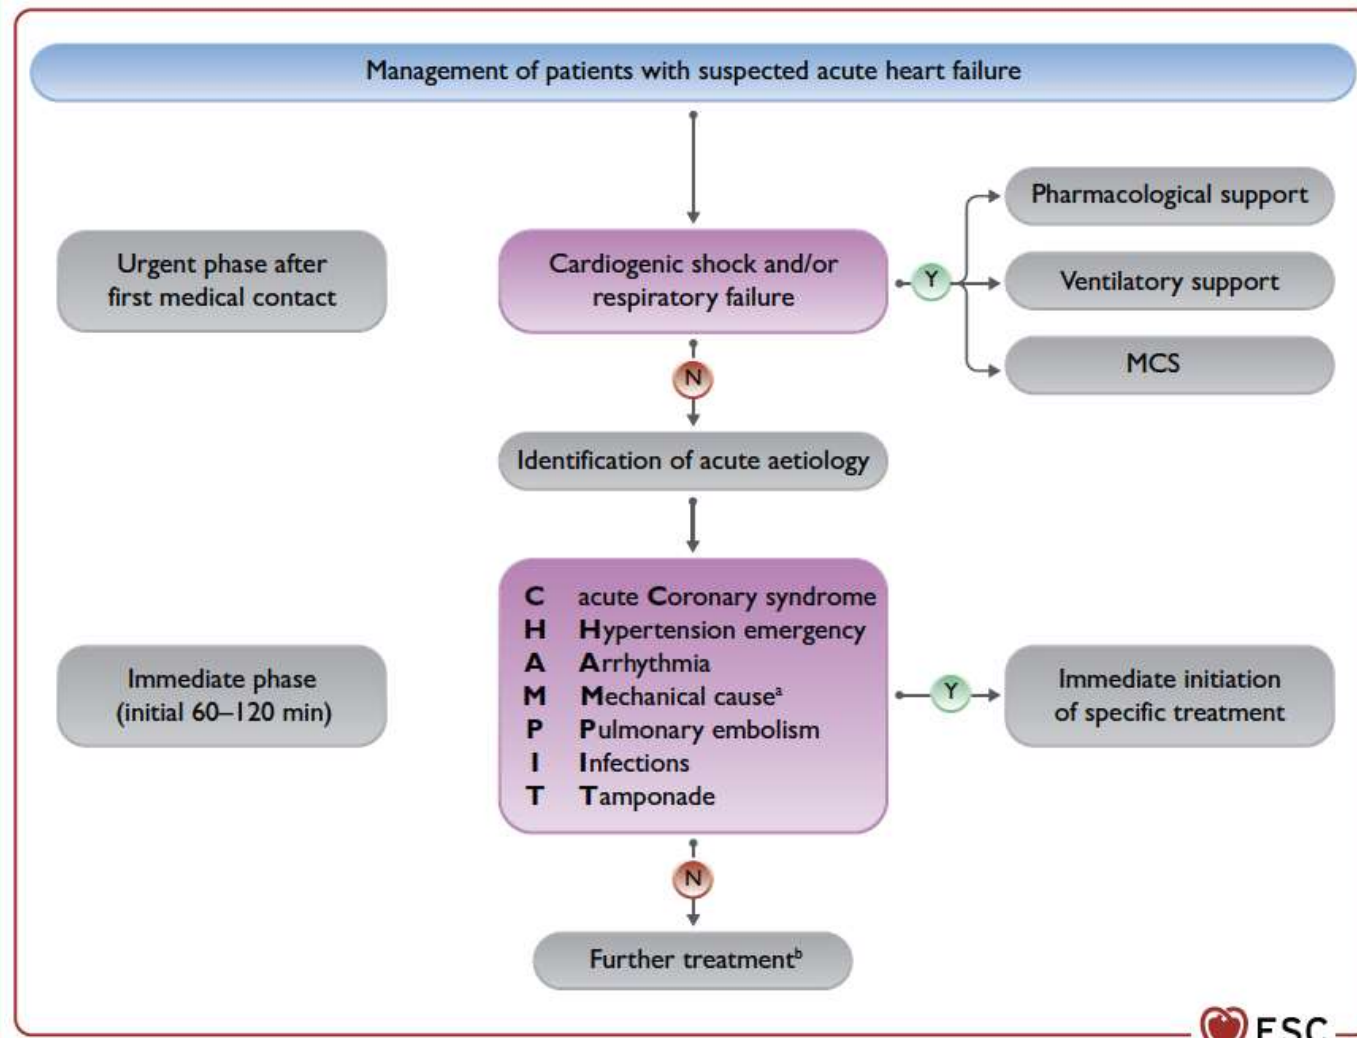 Management of patients with suspected acute heart failure
Urgent phase after
first medical contact
Cardiogenic shock and/or
respiratory failure
Y
Pharmacological support
Ventilatory support
MCS
N
Identification of acute aetiology
Immediate phase
(initial 60–120 min)
C acute Coronary syndrome
H Hypertension emergency
A Arrhythmia
M Mechanical causeᵃ
P Pulmonary embolism
I Infections
T Tamponade
Y
Immediate initiation
of specific treatment
N
Further treatmentᵇ
ESC